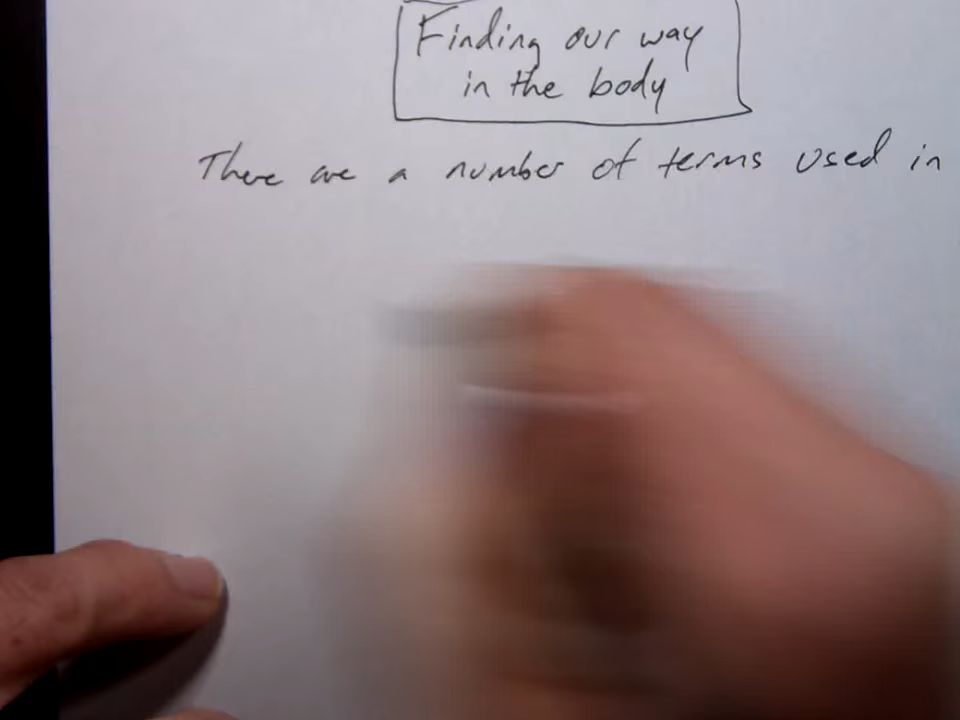 Finding our way
in the body
There are a number of terms used in